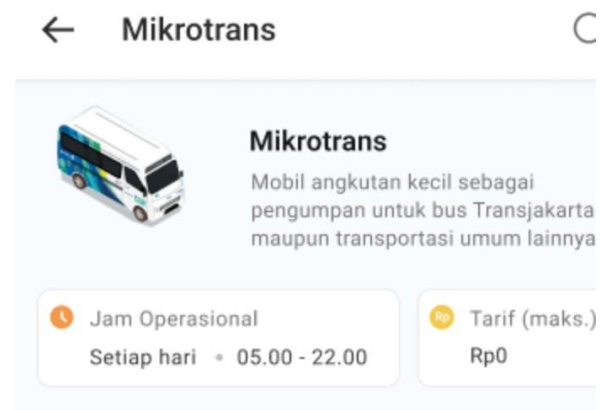 Mikrotrans
Mikrotrans
Mobil angkutan kecil sebagai
pengumpan untuk bus Transjakarta
maupun transportasi umum lainnya
Jam Operasional
Setiap hari • 05.00 - 22.00
Rp
Tarif (maks.)
Rp0